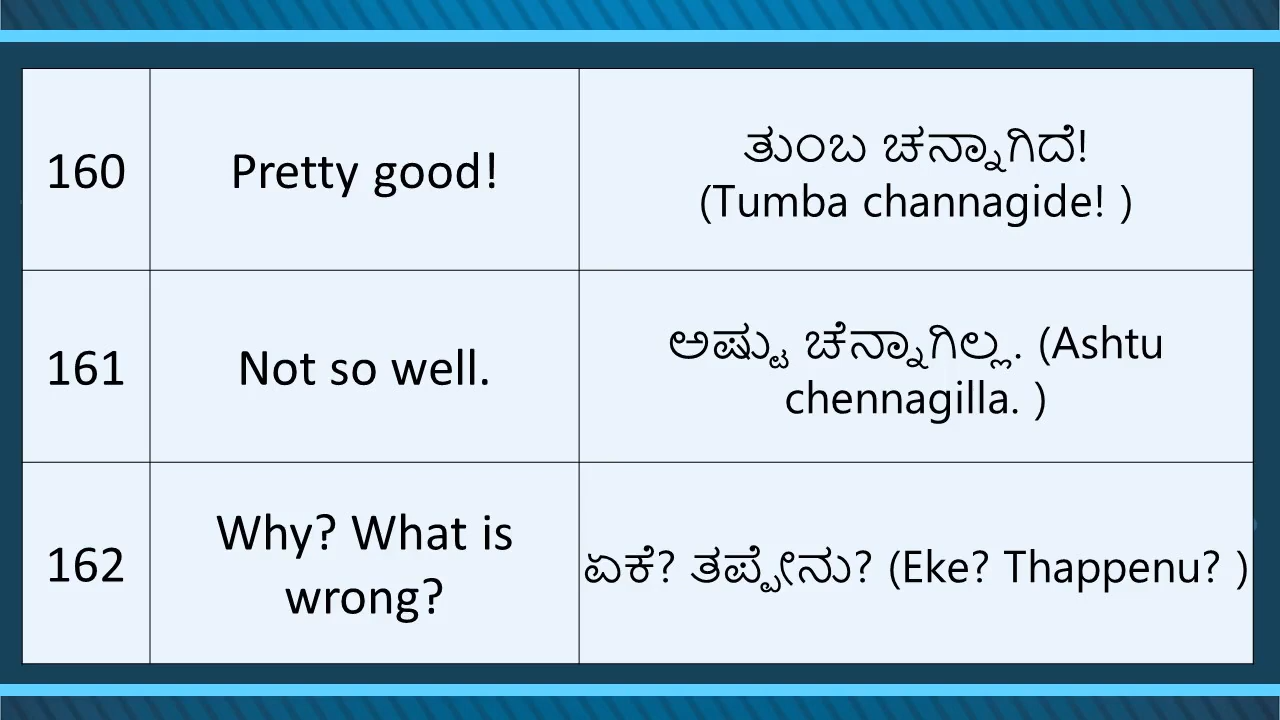 160
Pretty good!
ತುಂಬ ಚನ್ನಾಗಿದೆ!
(Tumba channagide! )
161
Not so well.
ಅಷ್ಟು ಚೆನ್ನಾಗಿಲ್ಲ. (Ashtu
chennagilla. )
162
Why? What is
wrong?
ಏಕೆ? ತಪ್ಪೇನು? (Eke? Thappenu? )